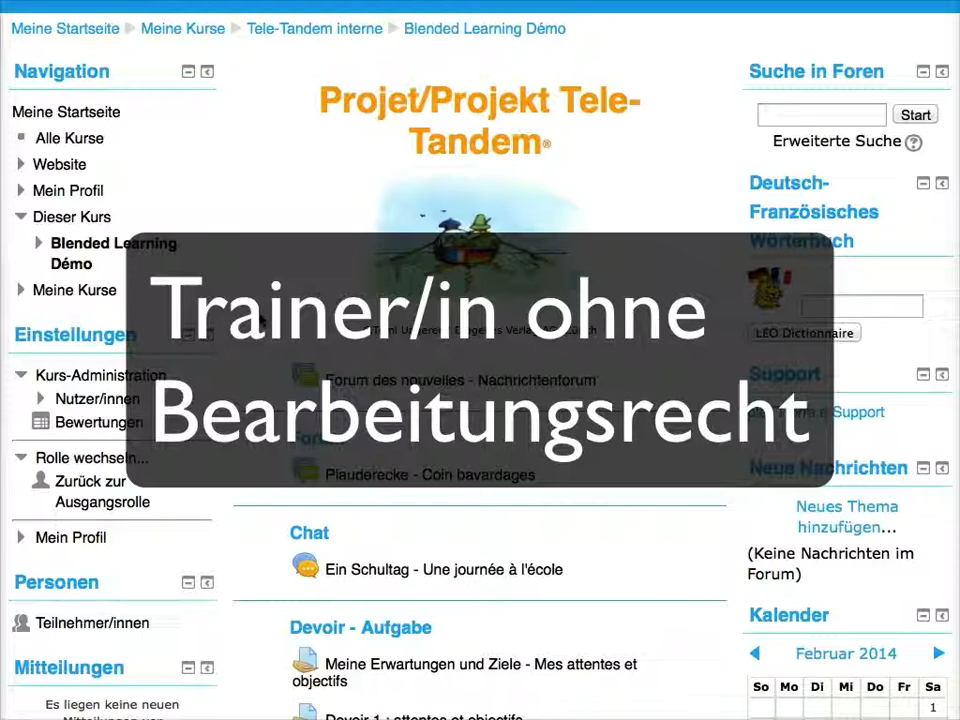 Meine Startseite Meine Kurse Tele-Tandem interne Blended Learning Démo
Navigation
Meine Startseite
Alle Kurse
Website
Mein Profil
Dieser Kurs
Blended Learning
Démo
Meine Kurse
Einstellungen
Kurs-Administration
Nutzer/innen
Bewertungen
Rolle wechseln...
Zurück zur
Ausgangsrolle
Mein Profil
Personen
Teilnehmer/innen
Mitteilungen
Es liegen keine neuen
Projet/Projekt Tele-
Tandem®
Trainer/in ohne
Bearbeitungsrecht
Forum des nouvelles - Nachrichtenforum
Plauderecke - Coin bavardages
Chat
Ein Schultag - Une journée à l'école
Devoir - Aufgabe
Meine Erwartungen und Ziele - Mes attentes et
objectifs
Devoir 1 : attentes et objectifs
Suche in Foren
Start
Erweiterte Suche
Deutsch-
Französisches
Wörterbuch
LEO Dictionnaire
Support
Support
Neue Nachrichten
Neues Thema
hinzufügen...
(Keine Nachrichten im
Forum)
Kalender
Februar 2014
So Mo Di Mi Do Fr Sa
1